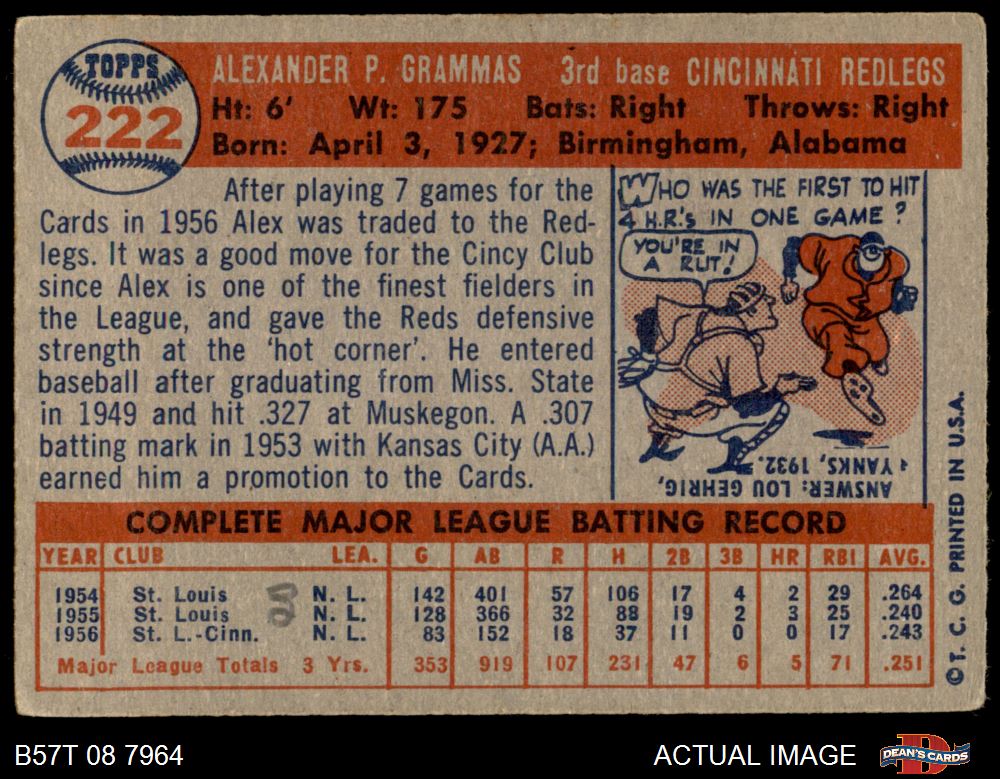 TOPPS
222
ALEXANDER P. GRAMMAS 3rd base CINCINNATI REDLEGS
Ht: 6' Wt: 175 Bats: Right Throws: Right
Born: April 3, 1927; Birmingham, Alabama
After playing 7 games for the
Cards in 1956 Alex was traded to the Red-
legs. It was a good move for the Cincy Club
since Alex is one of the finest fielders in
the League, and gave the Reds defensive
strength at the 'hot corner'. He entered
baseball after graduating from Miss. State
in 1949 and hit .327 at Muskegon. A .307
batting mark in 1953 with Kansas City (A.A.)
earned him a promotion to the Cards.
WHO WAS THE FIRST TO HIT
4 H.R.'s IN ONE GAME?
YOU'RE IN
A RUT!
ANSWER: LOU GEHRIG,
YANKS, 1932.
COMPLETE MAJOR LEAGUE BATTING RECORD
YEAR CLUB LEA. G AB R H 2B 3B HR RBI AVG.
1954 St. Louis N. L. 142 401 57 106 17 4 2 29 .264
1955 St. Louis N. L. 128 366 32 88 19 2 3 25 .240
1956 St. L.-Cinn. N. L. 83 152 18 37 11 0 0 17 .243
Major League Totals 3 Yrs. 353 919 107 231 47 6 5 71 .251
© T. C. G. PRINTED IN U.S.A.
B57T 08 7964 ACTUAL IMAGE
DEAN'S CARDS